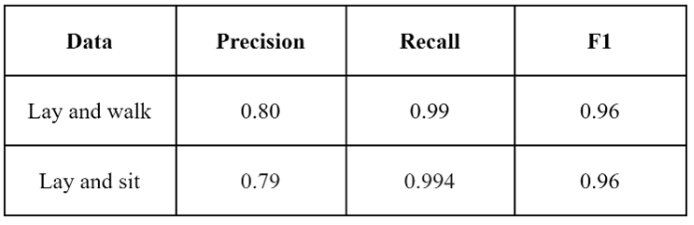 Data Precision Recall F1
Lay and walk 0.80 0.99 0.96
Lay and sit 0.79 0.994 0.96